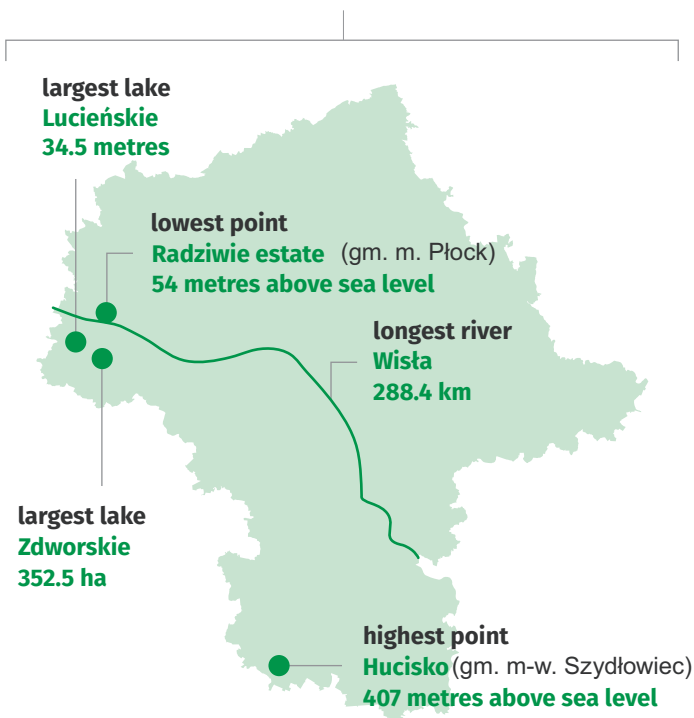 largest lake
Lucieńskie
34.5 metres
lowest point
Radziwie estate (gm. m. Płock)
54 metres above sea level
longest river
Wisła
288.4 km
largest lake
Zdworskie
352.5 ha
highest point
Hucisko (gm. m-w. Szydłowiec)
407 metres above sea level